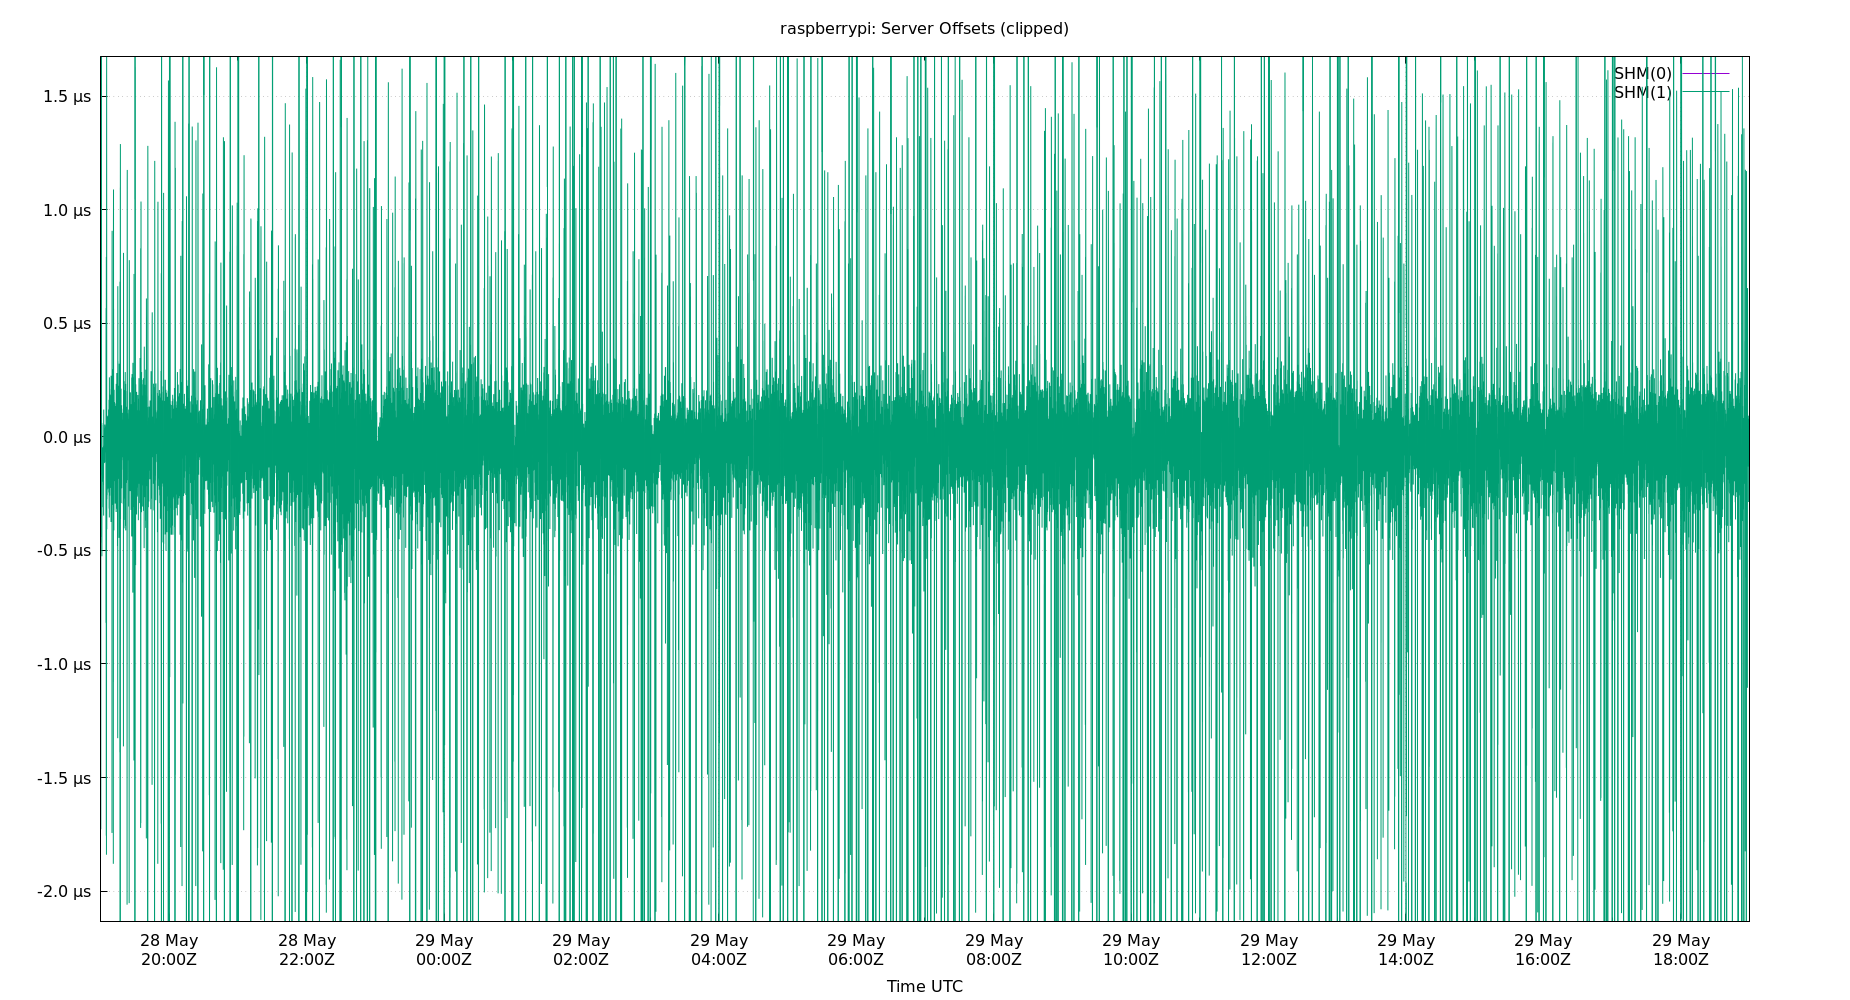 raspberrypi: Server Offsets (clipped)
SHM(0)
SHM(1)
1.5 µs
1.0 µs
0.5 µs
0.0 µs
-0.5 µs
-1.0 µs
-1.5 µs
-2.0 µs
28 May 28 May 29 May 29 May 29 May 29 May 29 May 29 May 29 May 29 May 29 May 29 May
20:00Z 22:00Z 00:00Z 02:00Z 04:00Z 06:00Z 08:00Z 10:00Z 12:00Z 14:00Z 16:00Z 18:00Z
Time UTC